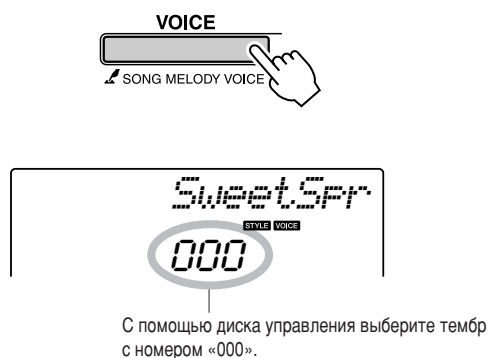 VOICE
SONG MELODY VOICE
SweetSpr
STYLE VOICE
000
С помощью диска управления выберите тембр
с номером «000».